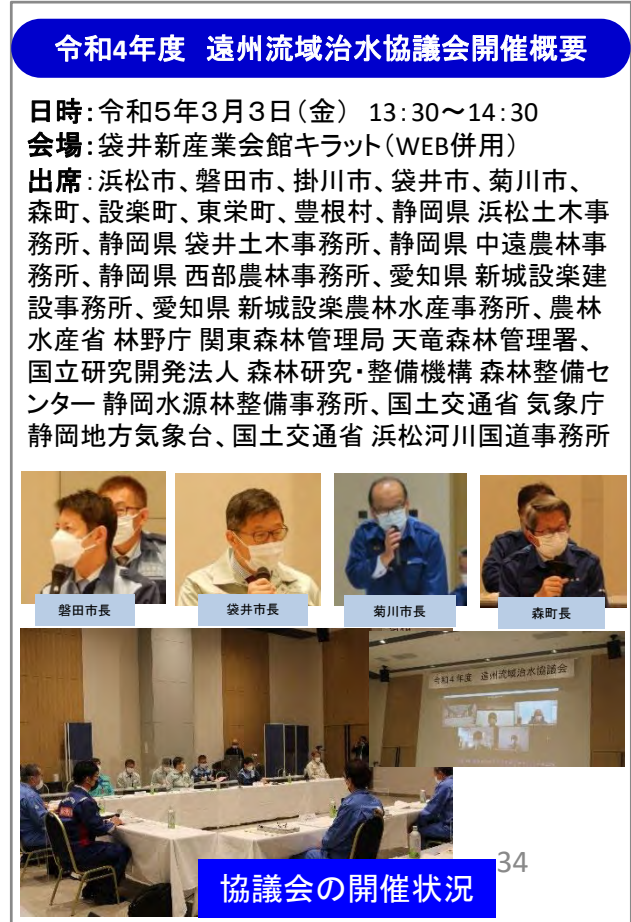 令和4年度 遠州流域治水協議会開催概要
日時：令和５年３月３日（金） 13：30～14：30
会場：袋井新産業会館キラット（WEB併用）
出席：浜松市、磐田市、掛川市、袋井市、菊川市、
森町、設楽町、東栄町、豊根村、静岡県 浜松土木事
務所、静岡県 袋井土木事務所、静岡県 中遠農林事
務所、静岡県 西部農林事務所、愛知県 新城設楽建
設事務所、愛知県 新城設楽農林水産事務所、農林
水産省 林野庁 関東森林管理局 天竜森林管理署、
国立研究開発法人 森林研究・整備機構 森林整備セ
ンター 静岡水源林整備事務所、国土交通省 気象庁
静岡地方気象台、国土交通省 浜松河川国道事務所
磐田市長
袋井市長
菊川市長
森町長
令和４年度 遠州流域治水協議会
34
協議会の開催状況